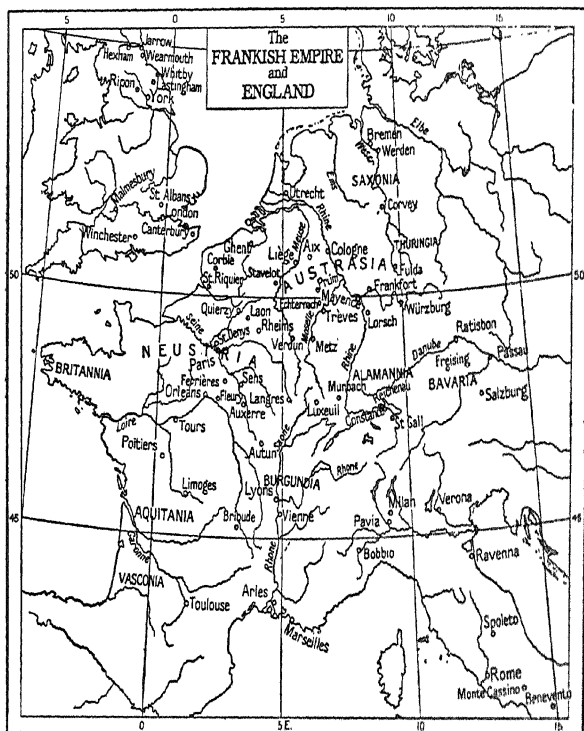 5
0
5
10
15
The
FRANKISH EMPIRE
and
ENGLAND
Jarrow
Hexham
Wearmouth
Whitby
Ripon
Lastingham
York
Elbe
Bremen
Weser
Werden
Ems
SAXONIA
Malmesbury
St Albans
London
Utrecht
Corvey
Winchester
Canterbury
Rhine
Ghent
Meuse
Aix
Cologne
THURINGIA
Corbie
Liège
AUSTRASIA
Fulda
50
St. Riquier
Stavelot
Prüm
50
Frankfort
Quierzy
Laon
Echternach
Mayence
Würzburg
Seine
St. Denys
Rheims
Trèves
Lorsch
NEUSTRIA
Verdun
Moselle
Metz
Rhine
Ratisbon
Paris
Danube
Passau
BRITANNIA
Ferrières
Sens
ALAMANNIA
Freising
Orleans
Fleury
Langres
Murbach
Reichenau
BAVARIA
Auxerre
Luxeuil
Constance
Salzburg
Loire
Tours
St Gall
Autun
Saone
Poitiers
Rhone
BURGUNDIA
Limoges
Lyons
Milan
Verona
AQUITANIA
Vienne
45
Brioude
Pavia
45
Garonne
Bobbio
Ravenna
VASCONIA
Rhone
Toulouse
Arles
Marseilles
Spoleto
Rome
Monte Cassino
Benevento
0
5 E.
10
15